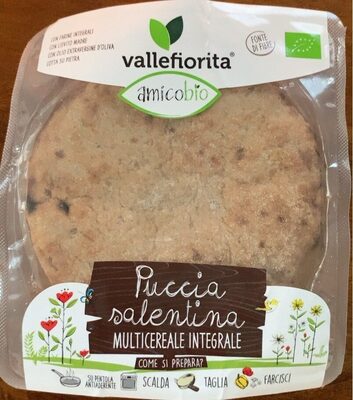 CON FARINE INTEGRALI
CON LIEVITO MADRE
CON OLIO EXTRAVERGINE D'OLIVA
COTTA SU PIETRA
vallefiorita®
FONTE
DI FIBRE
amicobio
Puccia
salentina
MULTICEREALE INTEGRALE
COME SI PREPARA?
SU PENTOLA
ANTIADERENTE
SCALDA
TAGLIA
FARCISCI